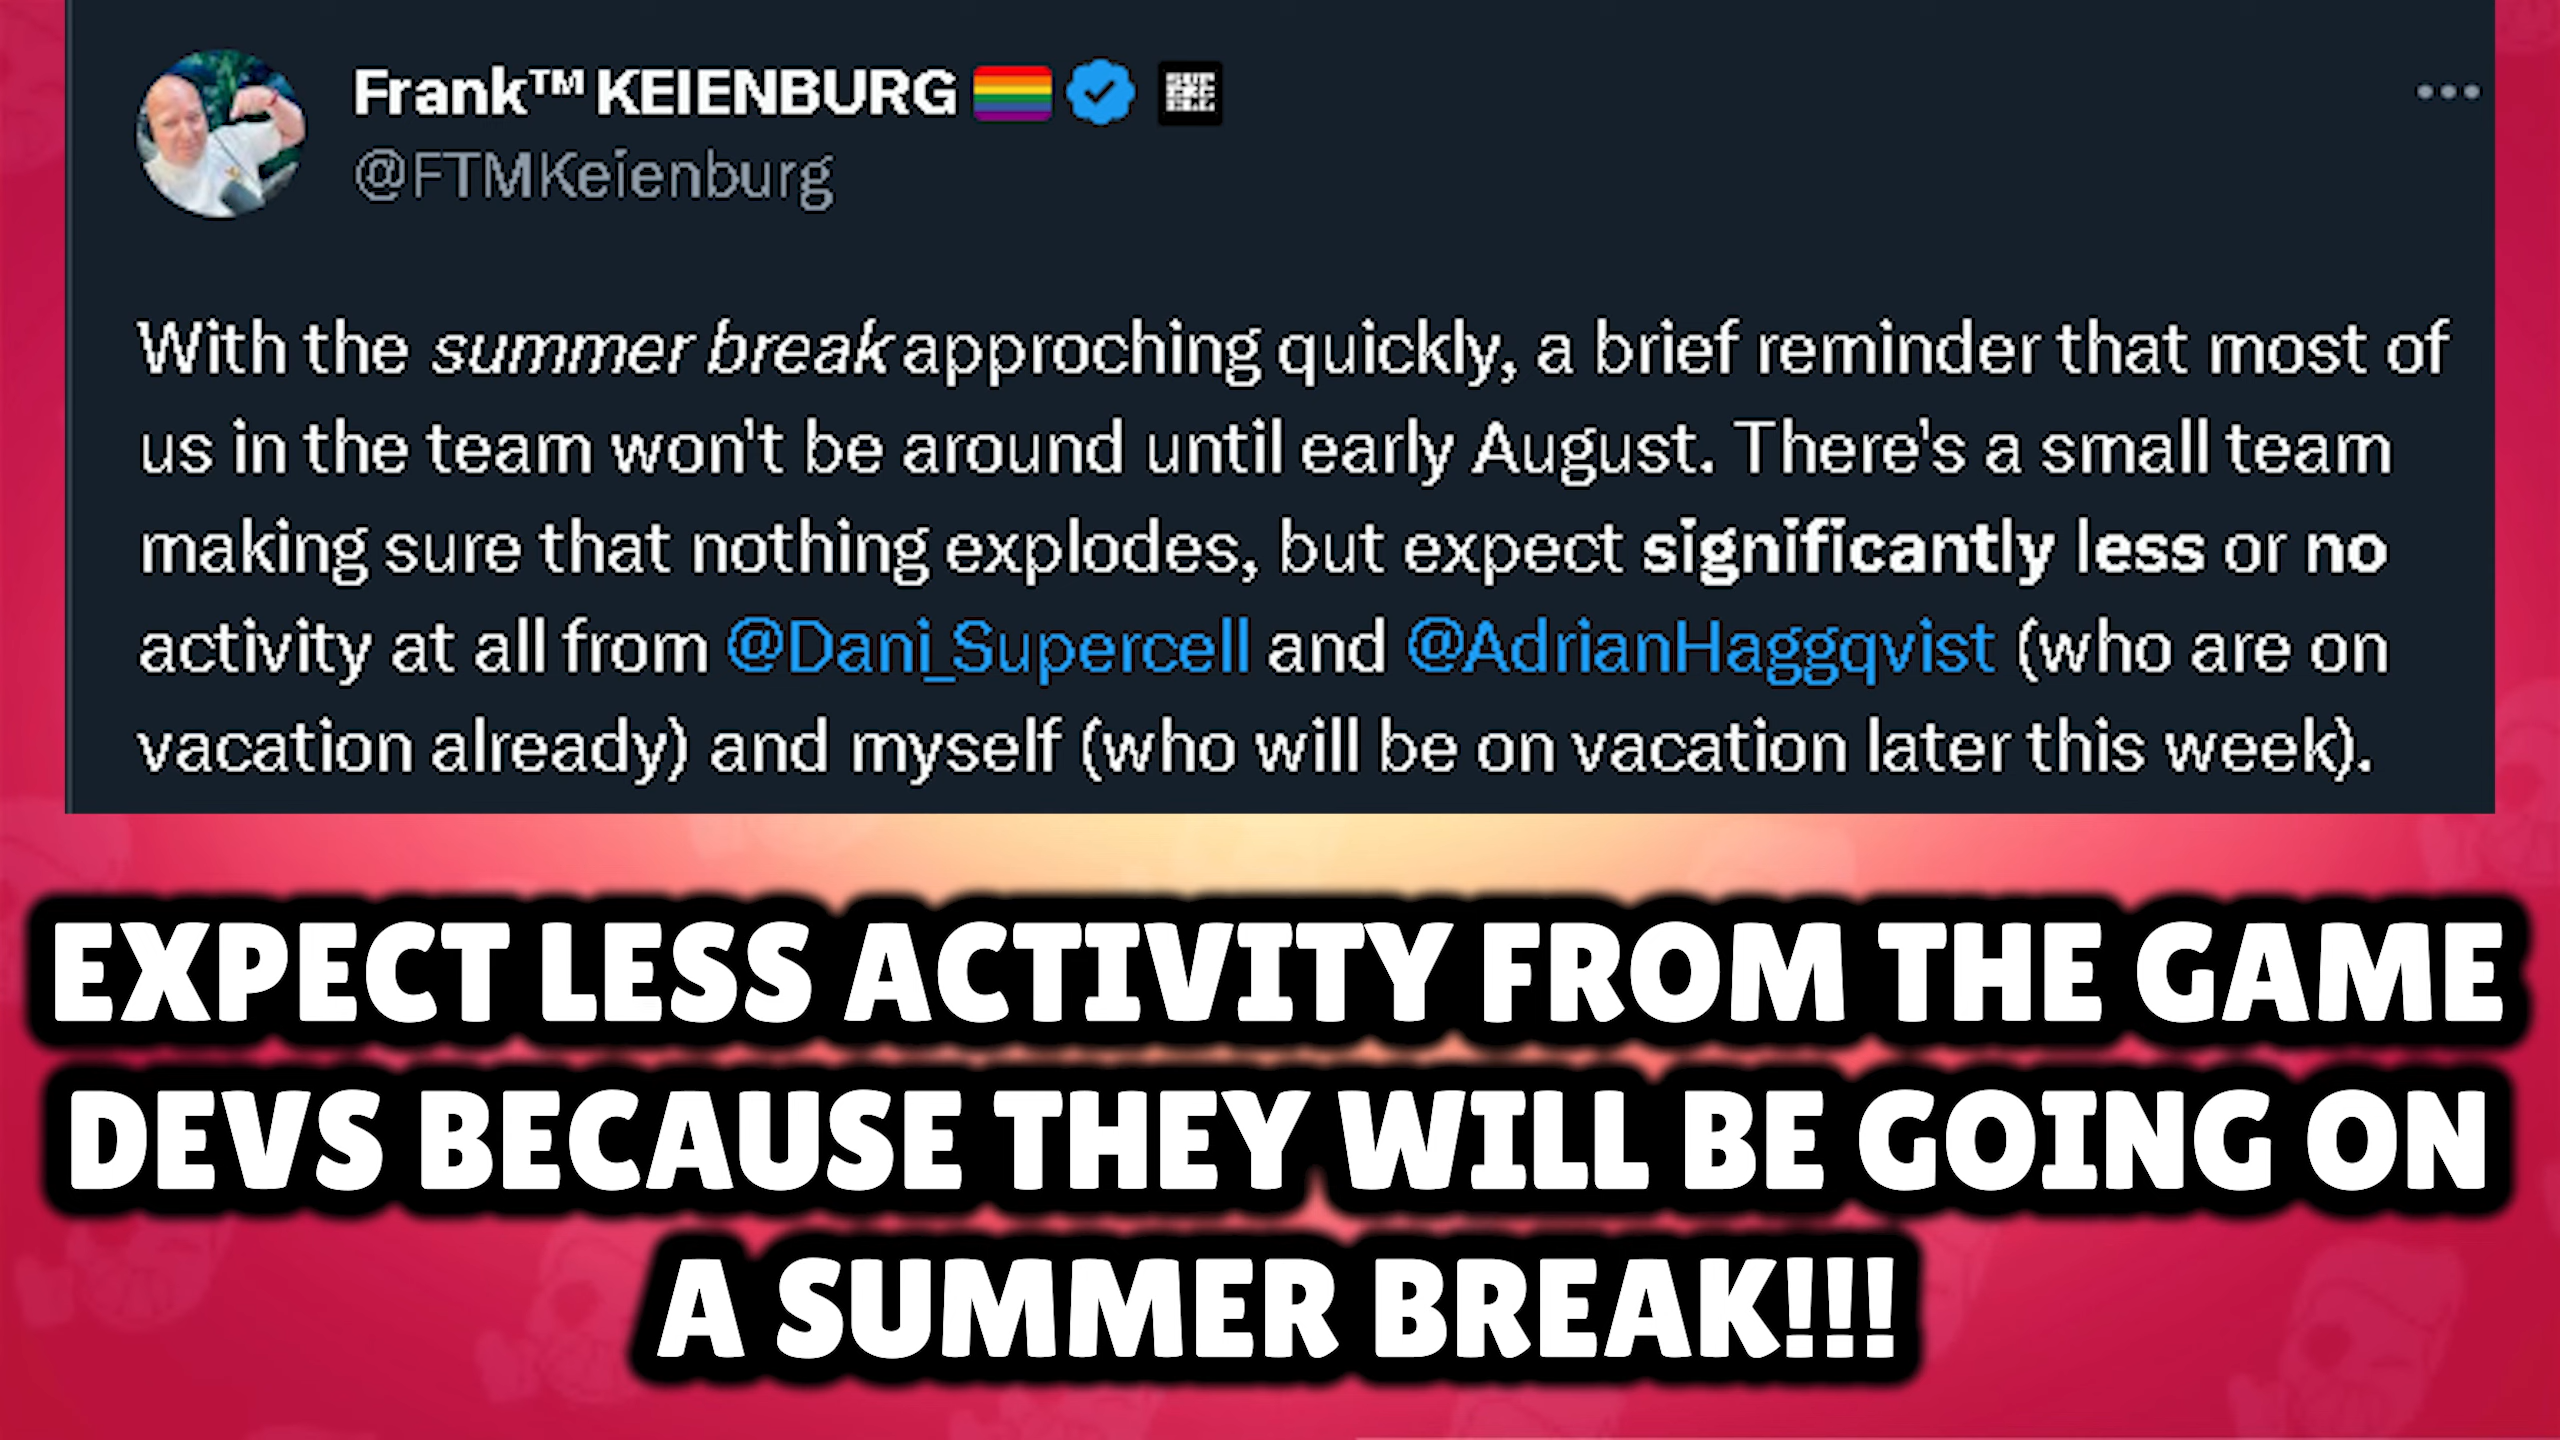 Frank™ KEIENBURG
SUP
ERC
ELL
@FTMKeienburg
With the summer break approching quickly, a brief reminder that most of
us in the team won't be around until early August. There's a small team
making sure that nothing explodes, but expect significantly less or no
activity at all from @Dani_Supercell and @AdrianHaggqvist (who are on
vacation already) and myself (who will be on vacation later this week).
EXPECT LESS ACTIVITY FROM THE GAME
DEVS BECAUSE THEY WILL BE GOING ON
A SUMMER BREAK!!!